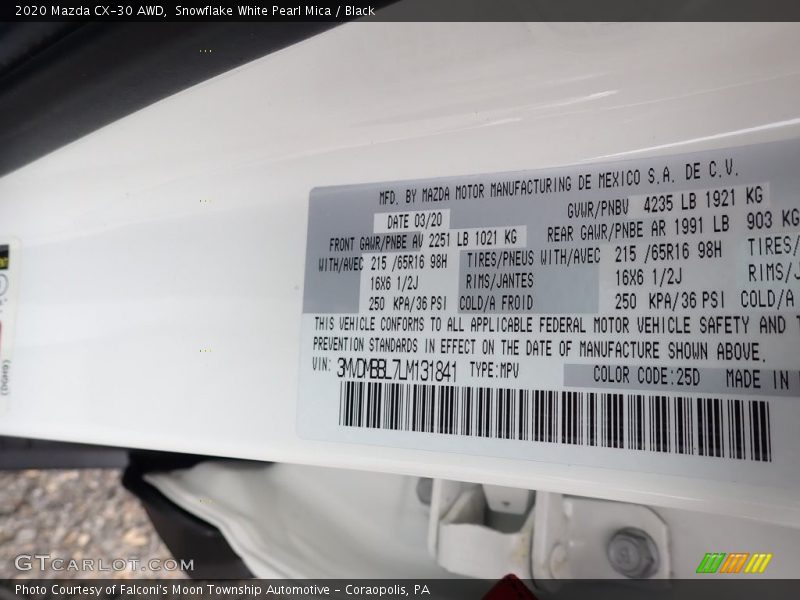 2020 Mazda CX-30 AWD, Snowflake White Pearl Mica / Black
MFD. BY MAZDA MOTOR MANUFACTURING DE MEXICO S.A. DE C.V.
DATE 03/20 GVWR/PNBV 4235 LB 1921 KG
FRONT GAWR/PNBE AV 2251 LB 1021 KG REAR GAWR/PNBE AR 1991 LB 903 KG
WITH/AVEC 215 /65R16 98H TIRES/PNEUS WITH/AVEC 215 /65R16 98H TIRES/
16X6 1/2J RIMS/JANTES 16X6 1/2J RIMS/J
250 KPA/36 PSI COLD/A FROID 250 KPA/36 PSI COLD/A
THIS VEHICLE CONFORMS TO ALL APPLICABLE FEDERAL MOTOR VEHICLE SAFETY AND T
PREVENTION STANDARDS IN EFFECT ON THE DATE OF MANUFACTURE SHOWN ABOVE.
VIN: 3MVDMBBL7LM131841 TYPE:MPV
COLOR CODE:25D MADE IN
GTCARLOT.COM
Photo Courtesy of Falconi's Moon Township Automotive - Coraopolis, PA